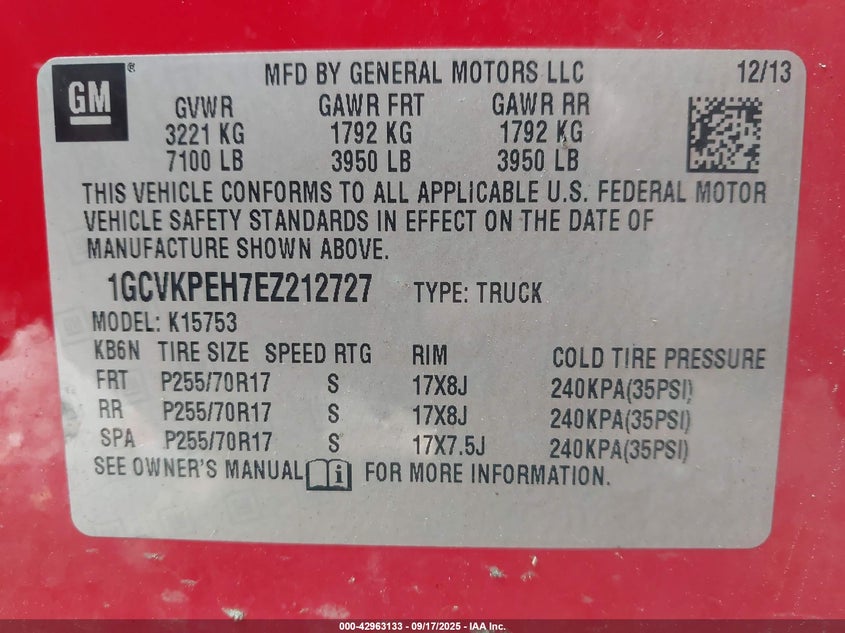 GM ® MFD BY GENERAL MOTORS LLC 12/13
GVWR GAWR FRT GAWR RR
3221 KG 1792 KG 1792 KG
7100 LB 3950 LB 3950 LB
THIS VEHICLE CONFORMS TO ALL APPLICABLE U.S. FEDERAL MOTOR
VEHICLE SAFETY STANDARDS IN EFFECT ON THE DATE OF
MANUFACTURE SHOWN ABOVE.
1GCVKPEH7EZ212727 TYPE: TRUCK
MODEL: K15753
KB6N TIRE SIZE SPEED RTG RIM COLD TIRE PRESSURE
FRT P255/70R17 S 17X8J 240KPA(35PSI)
RR P255/70R17 S 17X8J 240KPA(35PSI)
SPA P255/70R17 S 17X7.5J 240KPA(35PSI)
SEE OWNER'S MANUAL i FOR MORE INFORMATION.
000-42963133 - 09/17/2025 - IAA Inc.